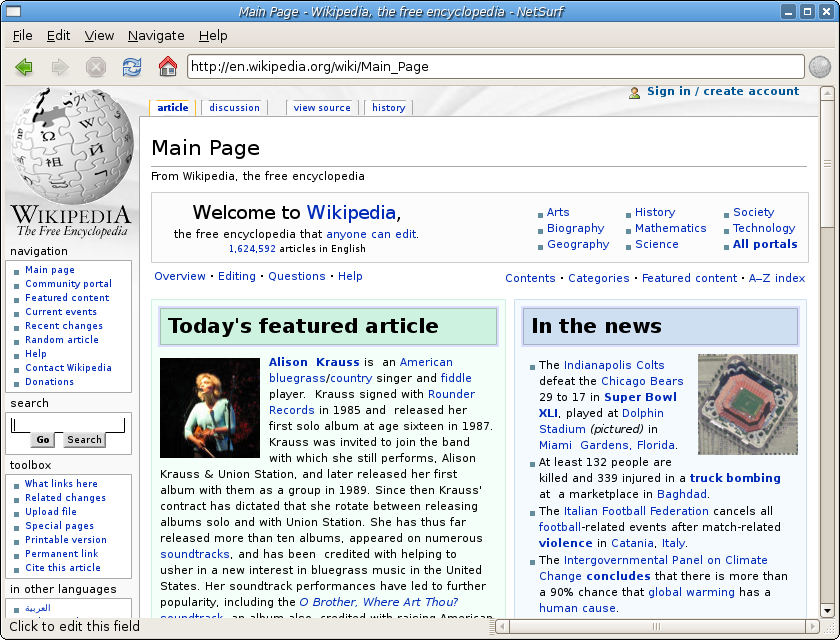 Main Page - Wikipedia, the free encyclopedia - NetSurf
File Edit View Navigate Help
http://en.wikipedia.org/wiki/Main_Page
Sign in / create account
article discussion view source history
WIKIPEDIA
The Free Encyclopedia
navigation
Main page
Community portal
Featured content
Current events
Recent changes
Random article
Help
Contact Wikipedia
Donations
search
Go Search
toolbox
What links here
Related changes
Upload file
Special pages
Printable version
Permanent link
Cite this article
in other languages
العربية
Main Page
From Wikipedia, the free encyclopedia
Welcome to Wikipedia,
the free encyclopedia that anyone can edit.
1,624,592 articles in English
Arts
Biography
Geography
History
Mathematics
Science
Society
Technology
All portals
Overview · Editing · Questions · Help
Contents · Categories · Featured content · A–Z index
Today's featured article
Alison Krauss is an American
bluegrass/country singer and fiddle
player. Krauss signed with Rounder
Records in 1985 and released her
first solo album at age sixteen in 1987.
Krauss was invited to join the band
with which she still performs, Alison
Krauss & Union Station, and later released her first
album with them as a group in 1989. Since then Krauss'
contract has dictated that she rotate between releasing
albums solo and with Union Station. She has thus far
released more than ten albums, appeared on numerous
soundtracks, and has been credited with helping to
usher in a new interest in bluegrass music in the United
States. Her soundtrack performances have led to further
popularity, including the O Brother, Where Art Thou?
soundtrack, an album also credited with raising American
In the news
The Indianapolis Colts
defeat the Chicago Bears
29 to 17 in Super Bowl
XLI, played at Dolphin
Stadium (pictured) in
Miami Gardens, Florida.
At least 132 people are
killed and 339 injured in a truck bombing
at a marketplace in Baghdad.
The Italian Football Federation cancels all
football-related events after match-related
violence in Catania, Italy.
The Intergovernmental Panel on Climate
Change concludes that there is more than
a 90% chance that global warming has a
human cause.
Click to edit this field